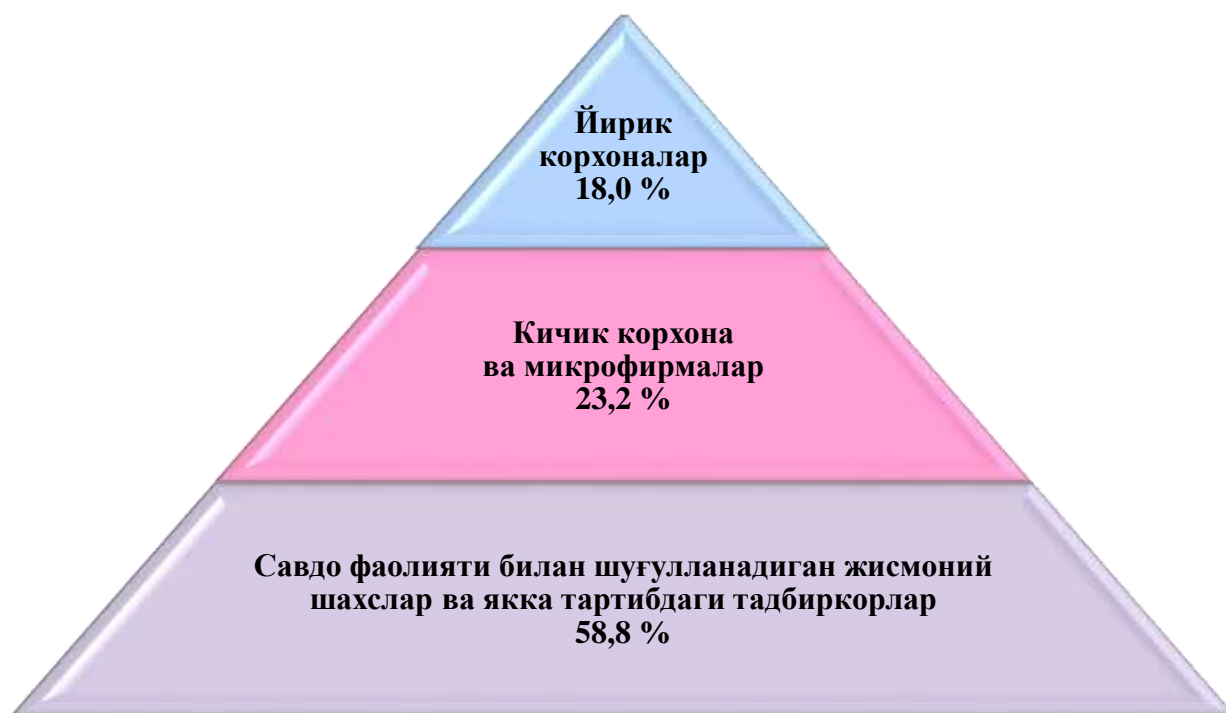 Йирик
корхоналар
18,0 %
Кичик корхона
ва микрофирмалар
23,2 %
Савдо фаолияти билан шуғулланадиган жисмоний
шахслар ва якка тартибдаги тадбиркорлар
58,8 %